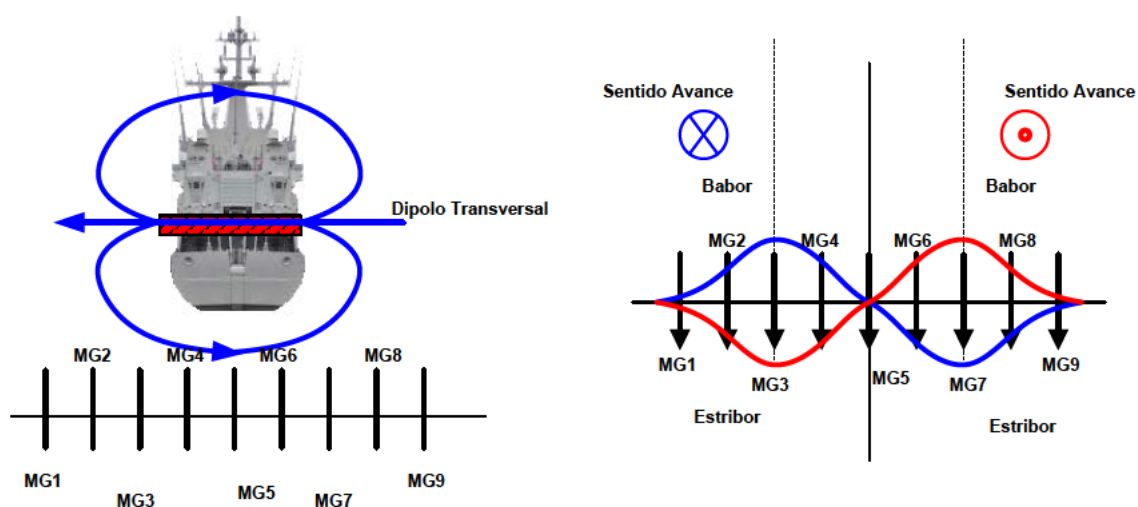 Dipolo Transversal
MG2 MG4 MG6 MG8
MG1 MG3 MG5 MG7 MG9
Sentido Avance Sentido Avance
Babor Babor
MG2 MG4 MG6 MG8
MG1 MG3 MG5 MG7 MG9
Estribor Estribor